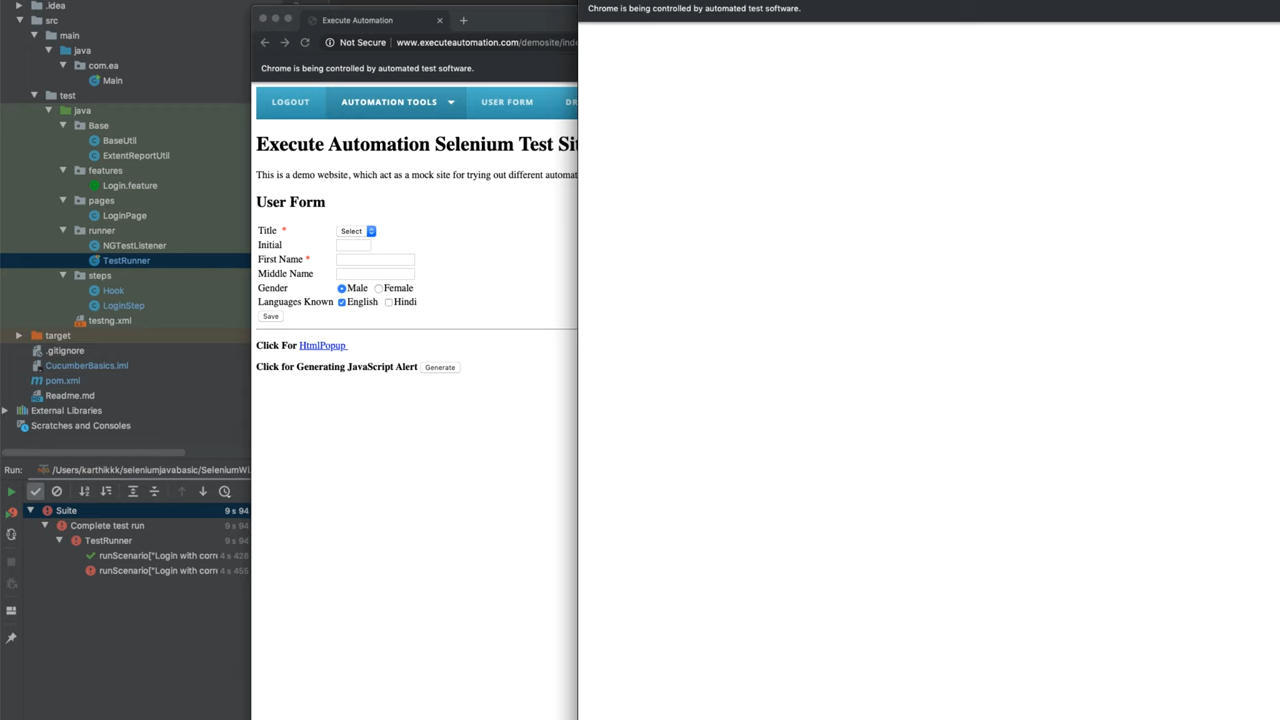 .idea
src
main
java
com.ea
Main
test
java
Base
BaseUtil
ExtentReportUtil
features
Login.feature
pages
LoginPage
runner
NGTestListener
TestRunner
steps
Hook
LoginStep
testng.xml
target
.gitignore
CucumberBasics.iml
pom.xml
Readme.md
External Libraries
Scratches and Consoles
Run: /Users/karthikkk/seleniumjavabasic/SeleniumWi
Suite 9 s 94
Complete test run 9 s 94
TestRunner 9 s 94
runScenario["Login with corr 4 s 426
runScenario["Login with corr 4 s 455
Execute Automation
Not Secure www.executeautomation.com/demosite/inde
Chrome is being controlled by automated test software.
LOGOUT AUTOMATION TOOLS USER FORM DR
Execute Automation Selenium Test Sit
This is a demo website, which act as a mock site for trying out different automat
User Form
Title * Select
Initial
First Name *
Middle Name
Gender Male Female
Languages Known English Hindi
Save
Click For HtmlPopup
Click for Generating JavaScript Alert Generate
Chrome is being controlled by automated test software.